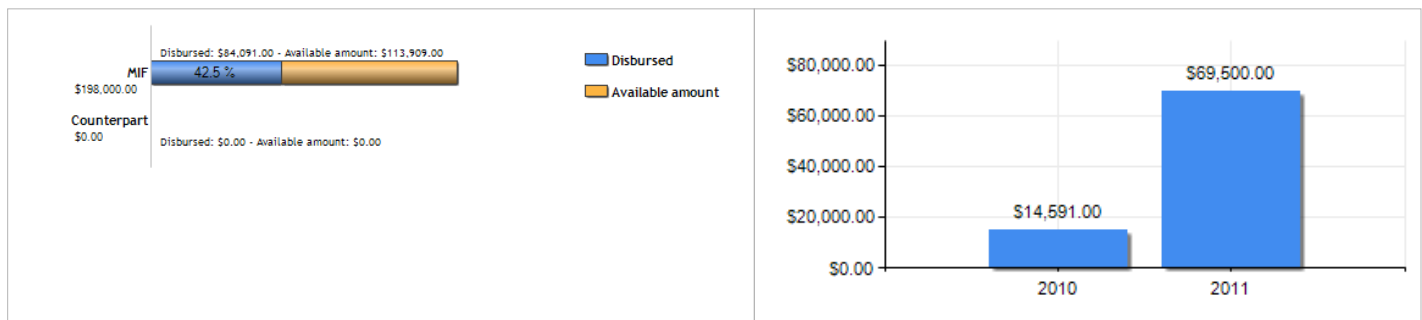 Disbursed: $84,091.00 - Available amount: $113,909.00
MIF
42.5 %
$198,000.00
Counterpart
$0.00
Disbursed: $0.00 - Available amount: $0.00
Disbursed
Available amount
$80,000.00
$69,500.00
$60,000.00
$40,000.00
$20,000.00
$14,591.00
$0.00
2010 2011